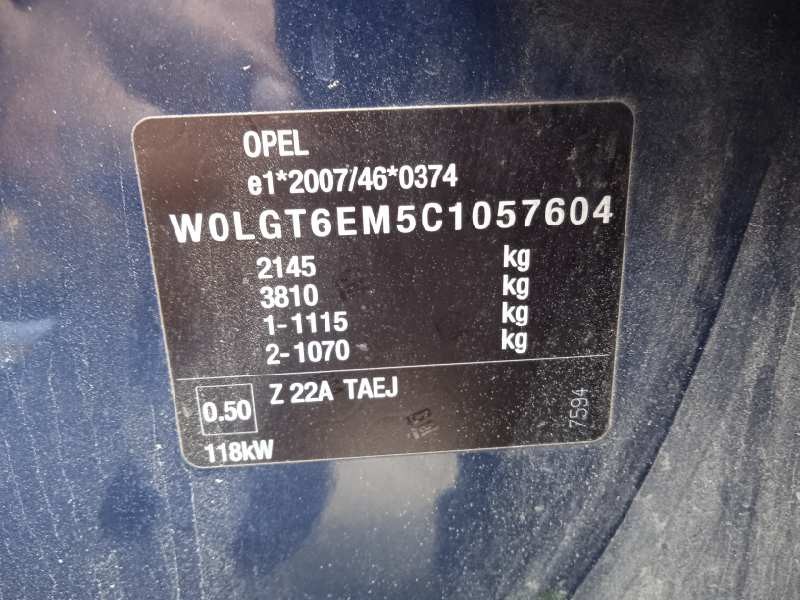 OPEL
e1*2007/46*0374
W0LGT6EM5C1057604
2145 kg
3810 kg
1-1115 kg
2-1070 kg
0.50 Z 22A TAEJ
118kW
7594